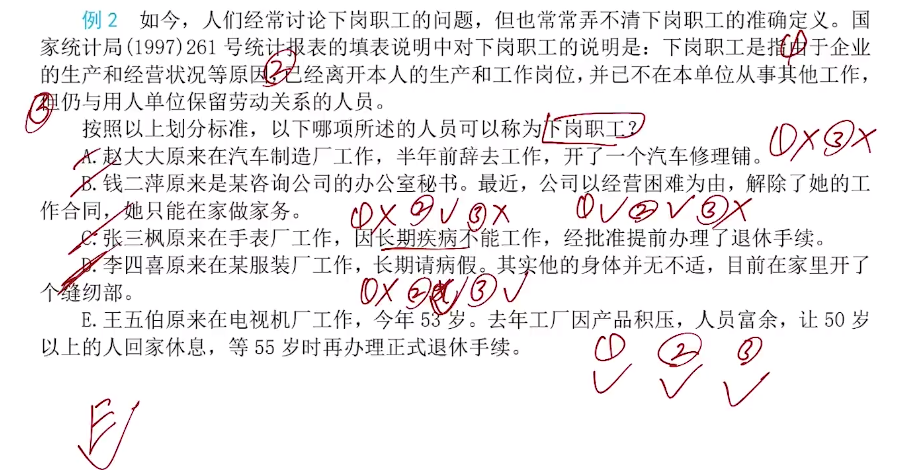 例2 如今，人们经常讨论下岗职工的问题，但也常常弄不清下岗职工的准确定义。国
家统计局(1997)261号统计报表的填表说明中对下岗职工的说明是：下岗职工是指由于企业
①
的生产和经营状况等原因，已经离开本人的生产和工作岗位，并已不在本单位从事其他工作，
②
但仍与用人单位保留劳动关系的人员。
③
按照以上划分标准，以下哪项所述的人员可以称为下岗职工？
A.赵大大原来在汽车制造厂工作，半年前辞去工作，开了一个汽车修理铺。
①×③×
B.钱二萍原来是某咨询公司的办公室秘书。最近，公司以经营困难为由，解除了她的工
作合同，她只能在家做家务。
①×②✓③×
①✓②✓③×
C.张三枫原来在手表厂工作，因长期疾病不能工作，经批准提前办理了退休手续。
D.李四喜原来在某服装厂工作，长期请病假。其实他的身体并无不适，目前在家里开了
个缝纫部。
①×②✓③✓
E.王五伯原来在电视机厂工作，今年53岁。去年工厂因产品积压，人员富余，让50岁
以上的人回家休息，等55岁时再办理正式退休手续。
① ② ③
✓ ✓ ✓
E